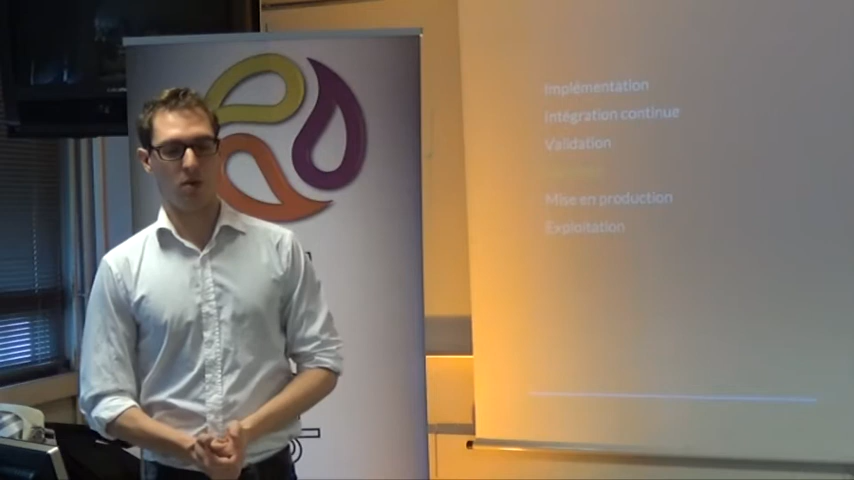 Implémentation
Intégration continue
Validation
Mise en production
Exploitation